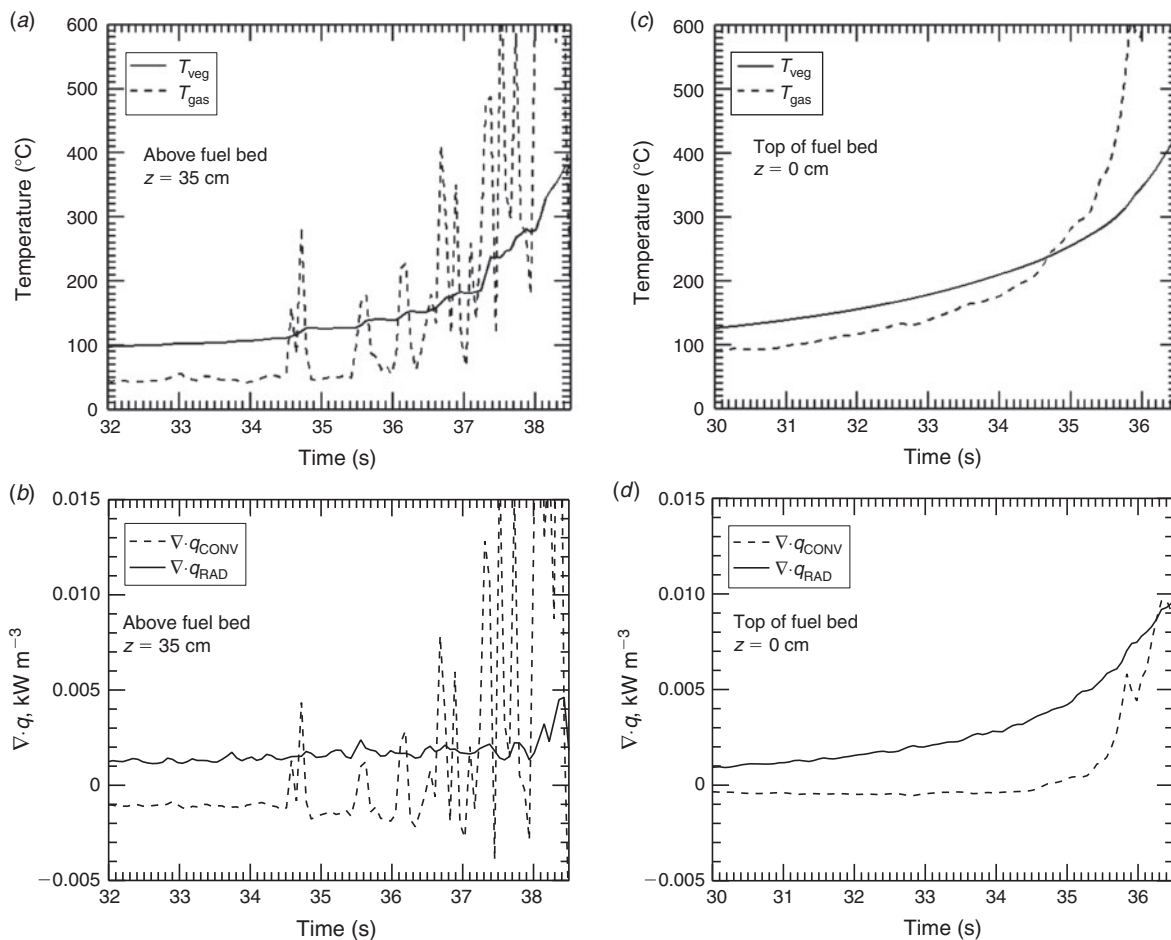 (a)
600
500
400
300
200
100
0
Temperature (°C)
T_veg
T_gas
Above fuel bed
z = 35 cm
32 33 34 35 36 37 38
Time (s)
(c)
600
500
400
300
200
100
0
Temperature (°C)
T_veg
T_gas
Top of fuel bed
z = 0 cm
30 31 32 33 34 35 36
Time (s)
(b)
0.015
0.010
0.005
0
−0.005
∇·q, kW m⁻³
∇·q_CONV
∇·q_RAD
Above fuel bed
z = 35 cm
32 33 34 35 36 37 38
Time (s)
(d)
0.015
0.010
0.005
0
−0.005
∇·q, kW m⁻³
∇·q_CONV
∇·q_RAD
Top of fuel bed
z = 0 cm
30 31 32 33 34 35 36
Time (s)